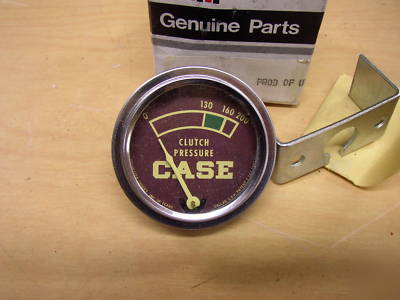 Genuine Parts
PROD OF U
0 130 160 200
CLUTCH
PRESSURE
CASE